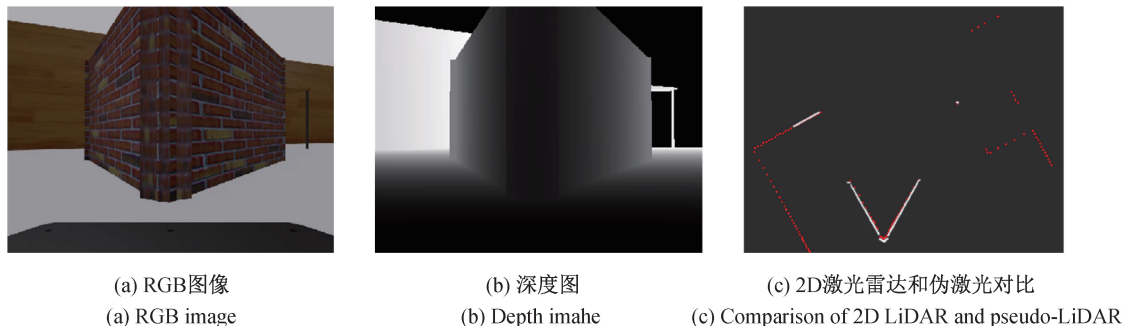 (a) RGB图像
(b) 深度图
(c) 2D激光雷达和伪激光对比
(a) RGB image
(b) Depth imahe
(c) Comparison of 2D LiDAR and pseudo-LiDAR